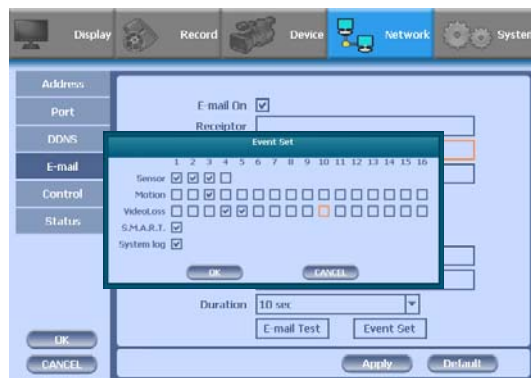 Display Record Device Network System
Address
Port
DDNS
E-mail
Control
Status
OK
CANCEL
E-mail On
Receiptor
Event Set
1 2 3 4 5 6 7 8 9 10 11 12 13 14 15 16
Sensor
Motion
VideoLoss
S.M.A.R.T.
System log
OK CANCEL
Duration 10 sec
E-mail Test Event Set
Apply Default